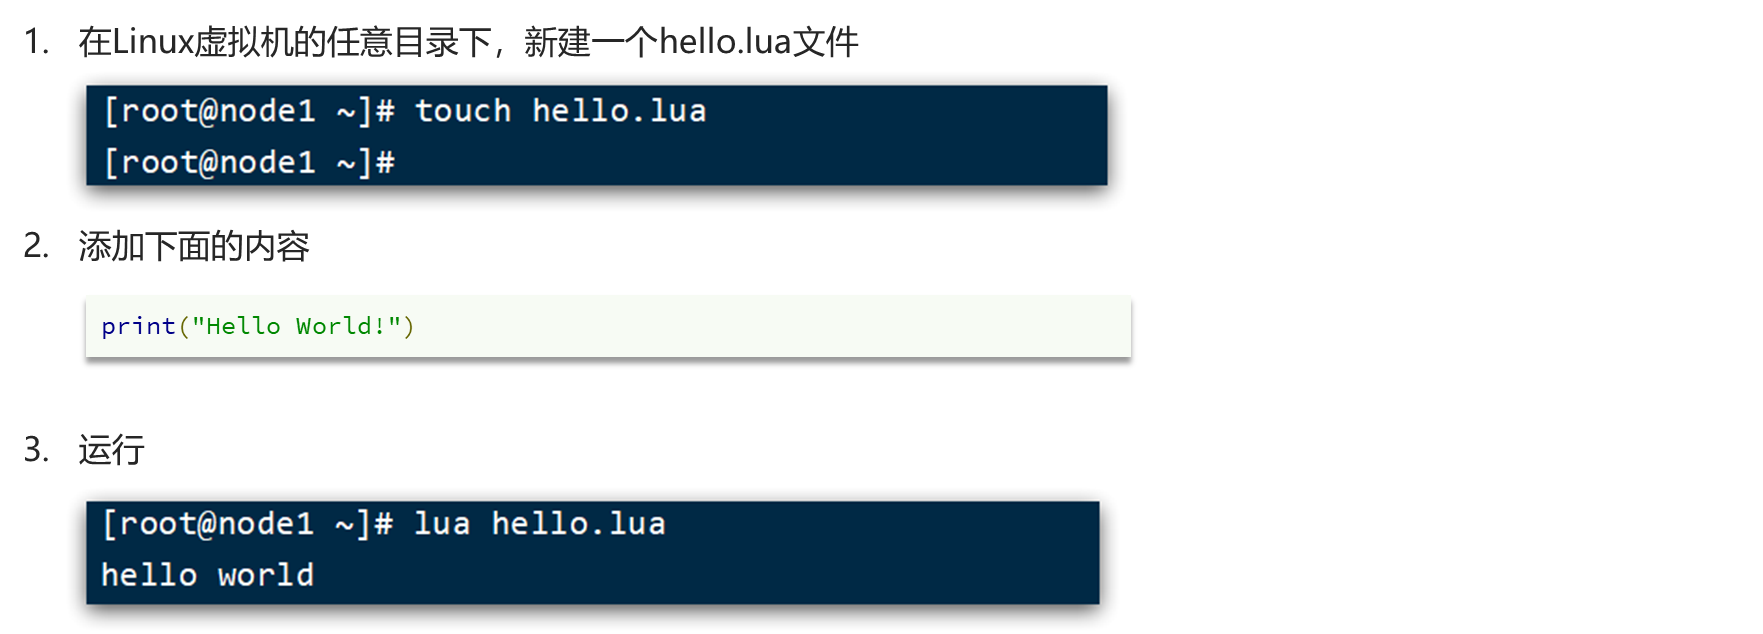 1. 在Linux虚拟机的任意目录下，新建一个hello.lua文件
[root@node1 ~]# touch hello.lua
[root@node1 ~]#
2. 添加下面的内容
print("Hello World!")
3. 运行
[root@node1 ~]# lua hello.lua
hello world